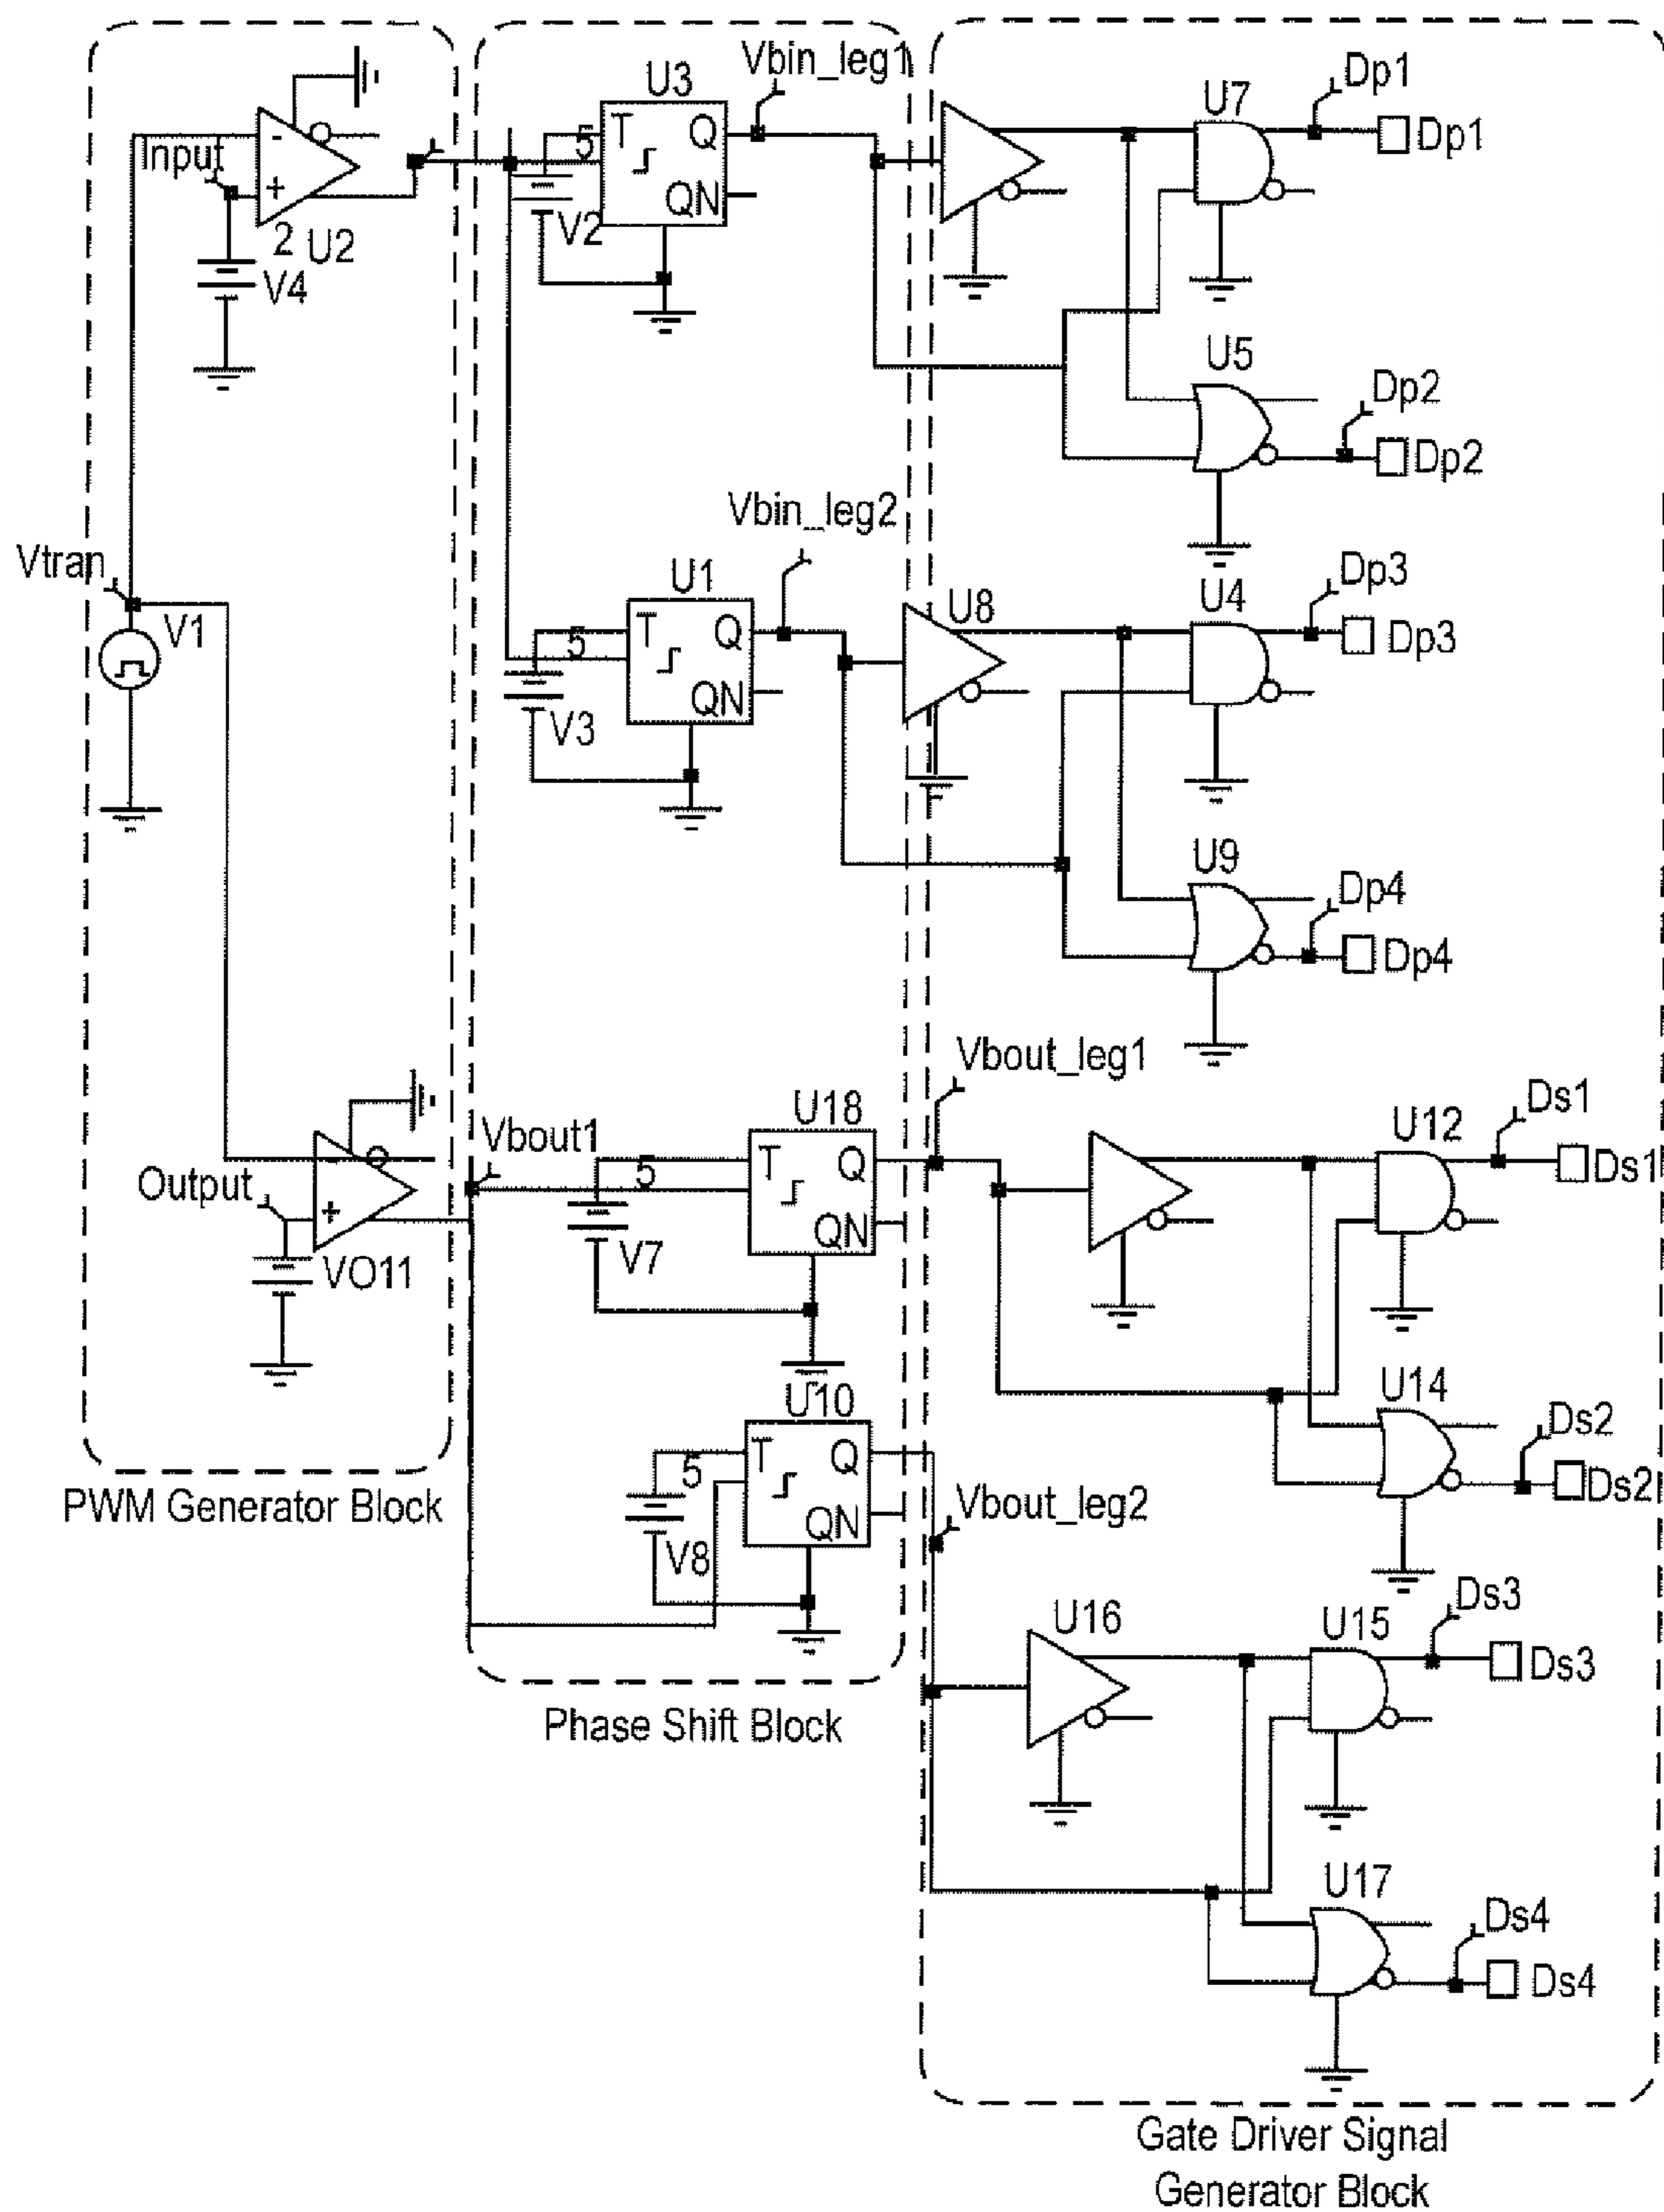 Vbin_leg1
Dp1
U3
U7
T Q
5
Dp1
Input
-
+
QN
2 U2
V2
V4
U5
Dp2
Dp2
Vbin_leg2
Vtran
Dp3
U1
U8
U4
V1
T Q
5
Dp3
QN
V3
U9
Dp4
Dp4
Vbout_leg1
Ds1
U18
U12
Vbout1
T Q
5
Ds1
Output
-
+
QN
V7
VO11
U14
U10
Ds2
T Q
5
Ds2
PWM Generator Block
Vbout_leg2
QN
V8
Ds3
U16
U15
Ds3
Phase Shift Block
U17
Ds4
Ds4
Gate Driver Signal
Generator Block